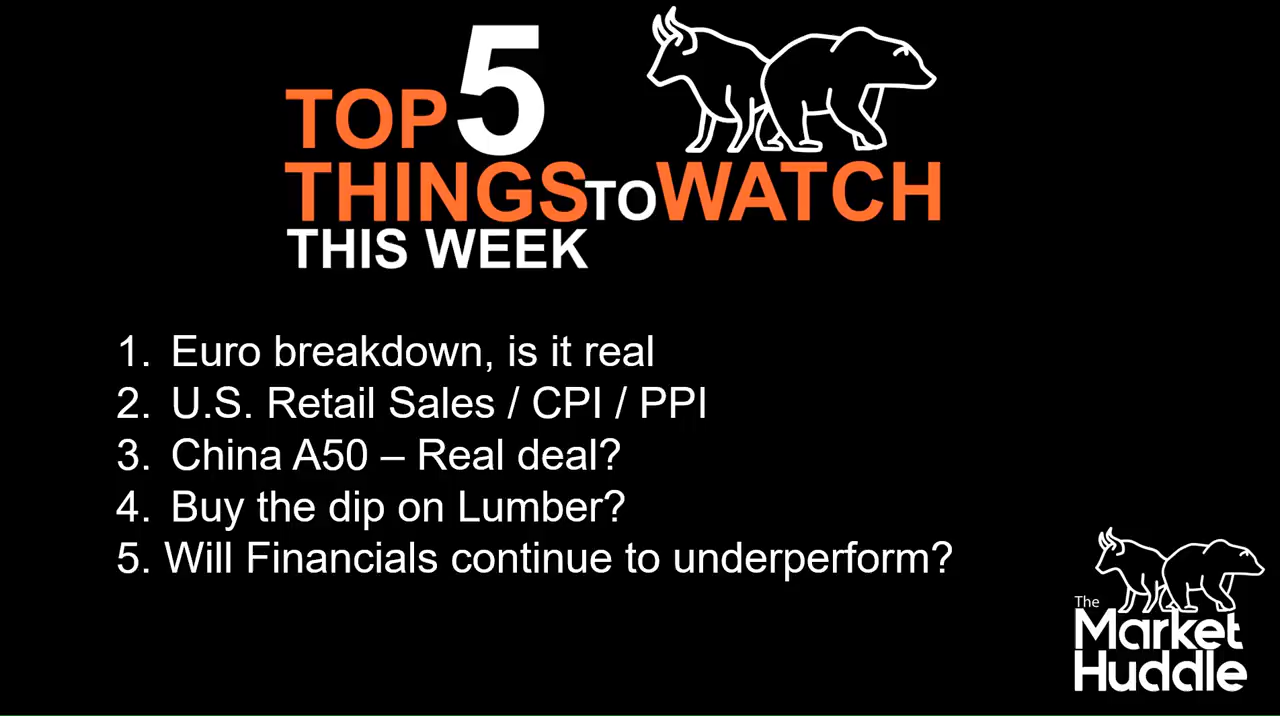 TOP 5
THINGS TO WATCH
THIS WEEK
1. Euro breakdown, is it real
2. U.S. Retail Sales / CPI / PPI
3. China A50 – Real deal?
4. Buy the dip on Lumber?
5. Will Financials continue to underperform?
The
Market
Huddle